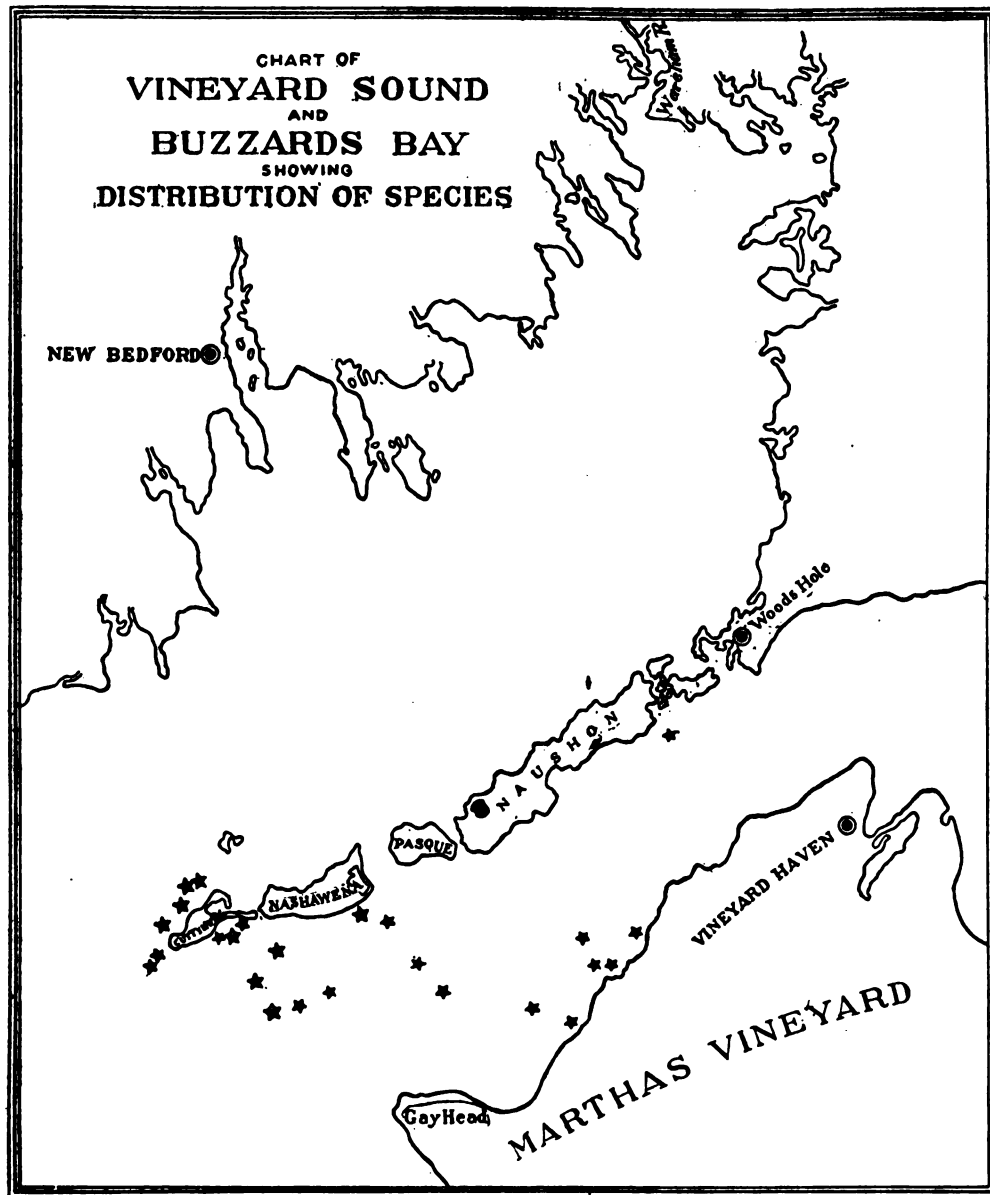 CHART OF
VINEYARD SOUND
AND
BUZZARDS BAY
SHOWING
DISTRIBUTION OF SPECIES
Wareham R
NEW BEDFORD
Woods Hole
NAUSHON
PASQUE
NASHAWENA
VINEYARD HAVEN
MARTHAS VINEYARD
Gay Head